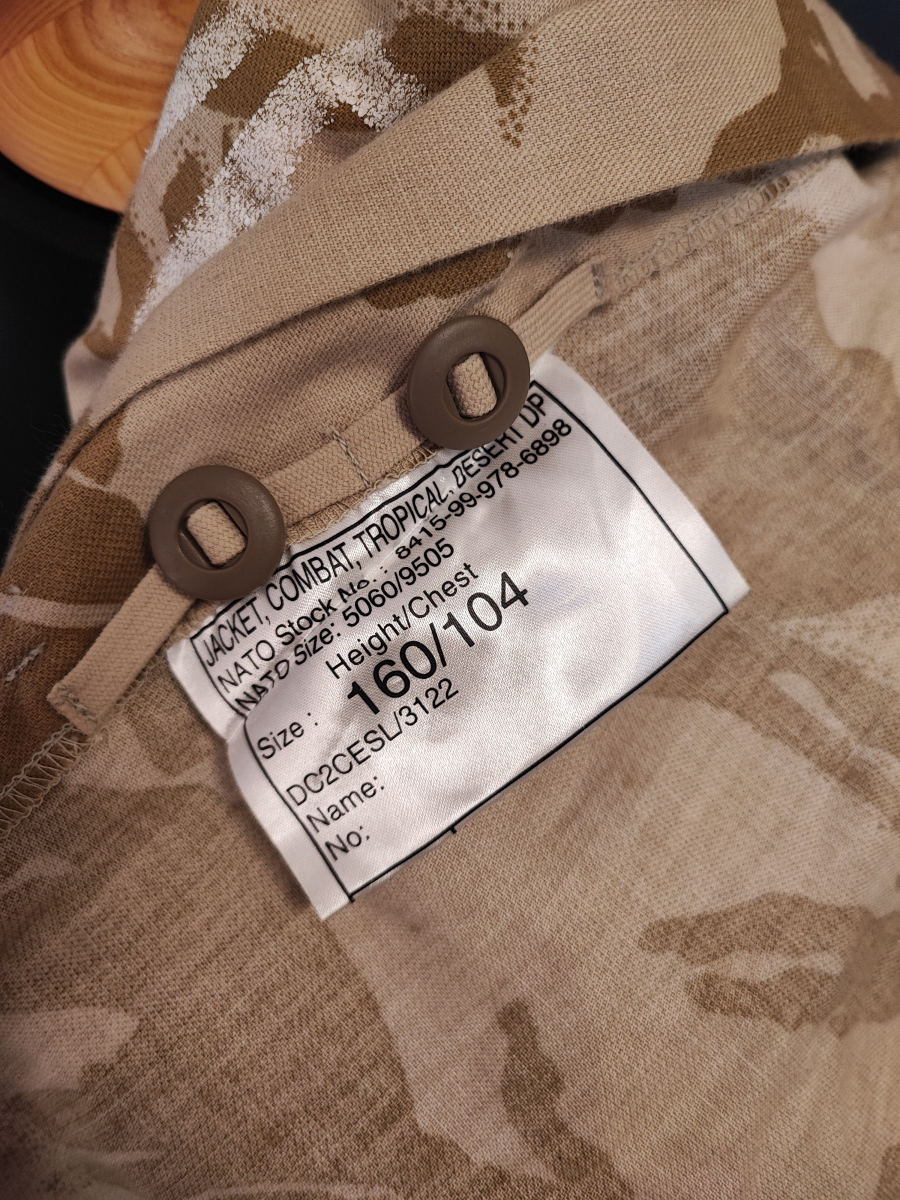 JACKET, COMBAT, TROPICAL, DESERT DP
NATO Stock No. : 8415-99-978-6898
NATO Size: 5060/9505
Height/Chest
Size : 160/104
DC2CESL/3122
Name:
No: